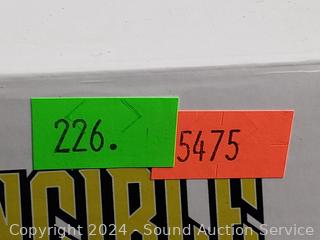 226.
5475
NCIBLE
Copyright 2024 - Sound Auction Service